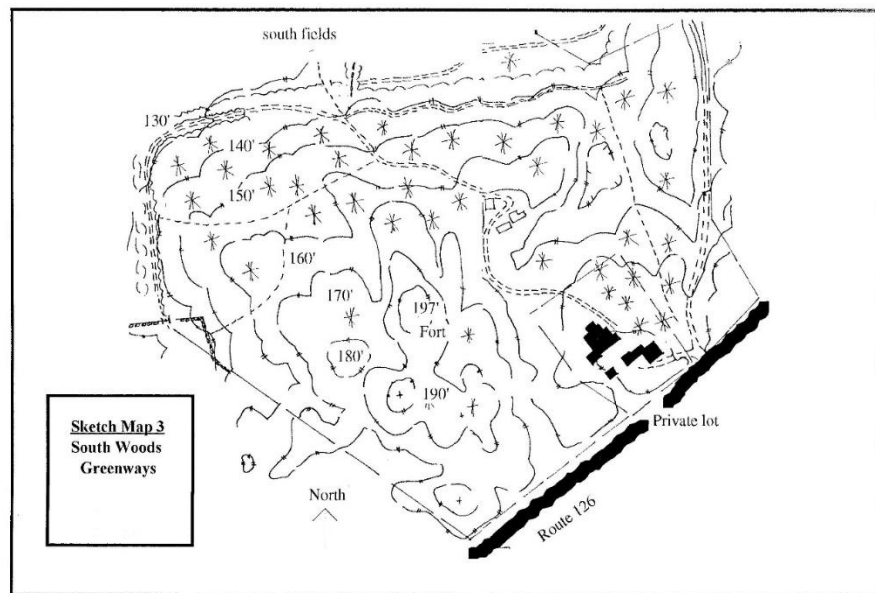 south fields
130'
140'
150'
160'
170'
197'
Fort
180'
190'
Sketch Map 3
South Woods
Greenways
North
Private lot
Route 126